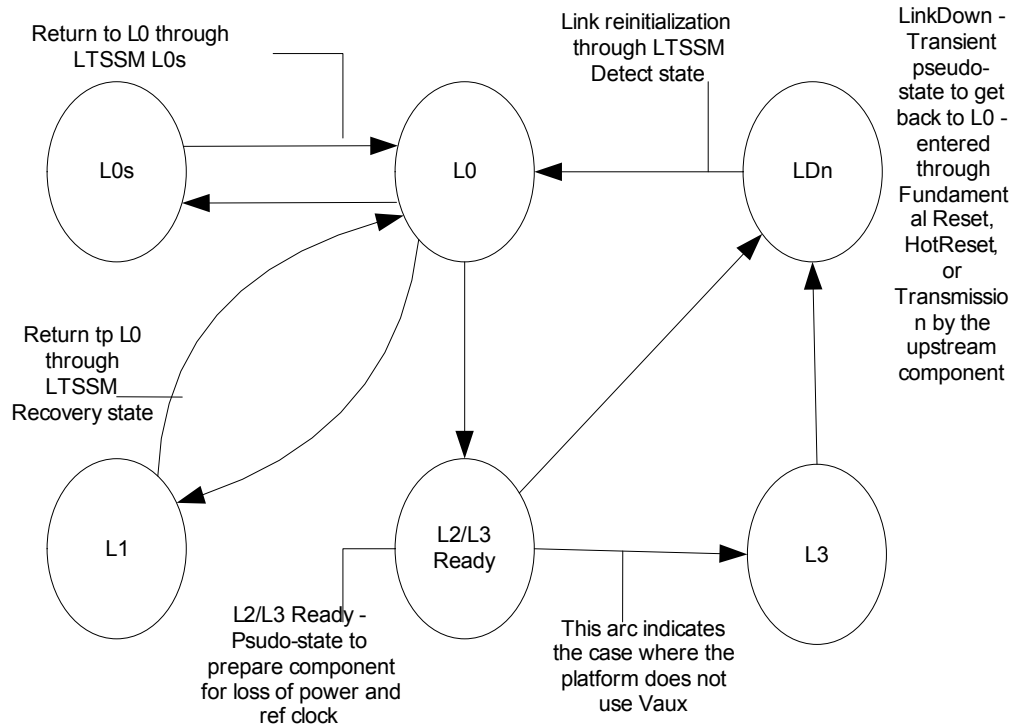 Return to L0 through
LTSSM L0s
Link reinitialization
through LTSSM
Detect state
LinkDown -
Transient
pseudo-
state to get
back to L0 -
entered
through
Fundament
al Reset,
HotReset,
or
Transmissio
n by the
upstream
component
L0s
L0
LDn
Return tp L0
through
LTSSM
Recovery state
L1
L2/L3
Ready
L3
L2/L3 Ready -
Psudo-state to
prepare component
for loss of power and
ref clock
This arc indicates
the case where the
platform does not
use Vaux